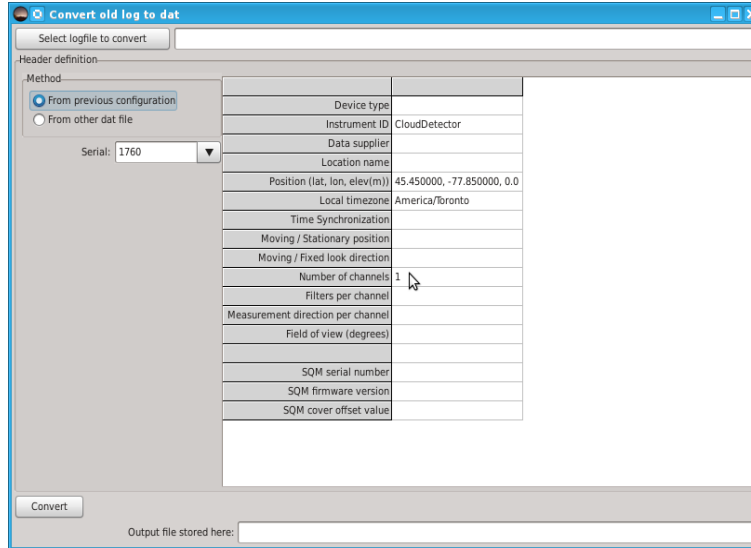 Convert old log to dat
Select logfile to convert
Header definition
Method
From previous configuration
From other dat file
Serial: 1760
Device type
Instrument ID CloudDetector
Data supplier
Location name
Position (lat, lon, elev(m)) 45.450000, -77.850000, 0.0
Local timezone America/Toronto
Time Synchronization
Moving / Stationary position
Moving / Fixed look direction
Number of channels 1
Filters per channel
Measurement direction per channel
Field of view (degrees)
SQM serial number
SQM firmware version
SQM cover offset value
Convert
Output file stored here: